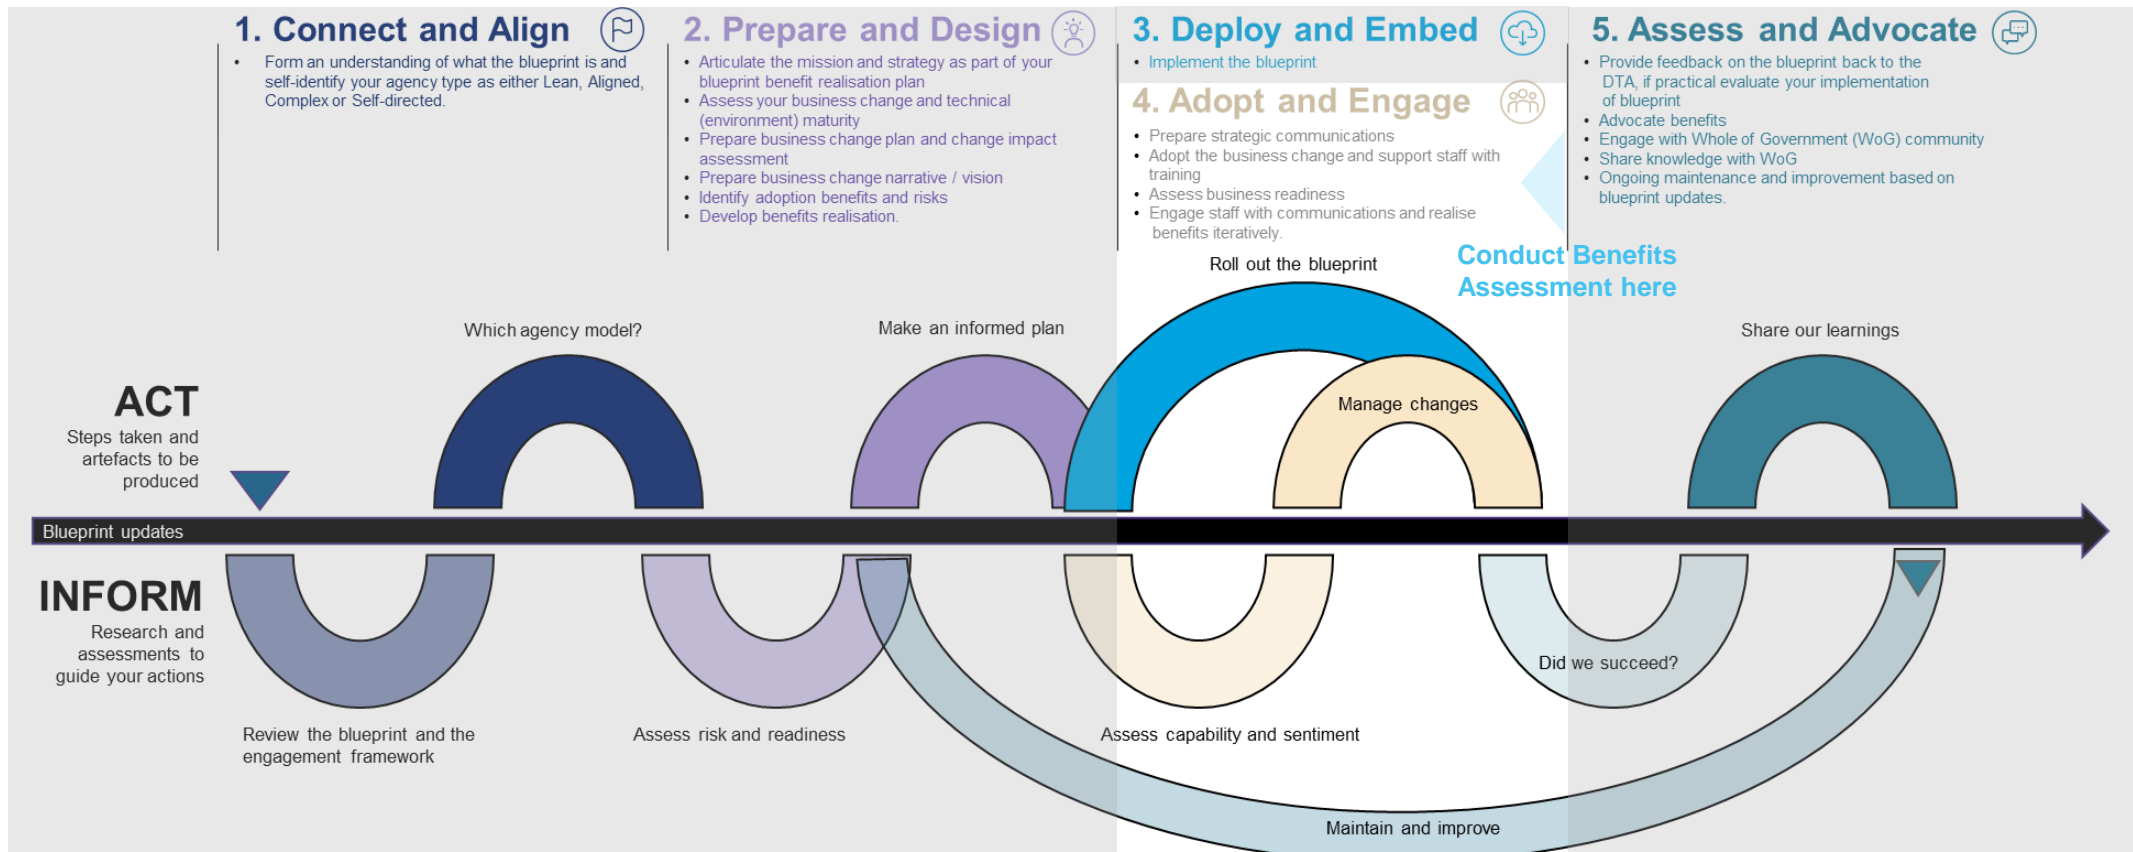 1. Connect and Align
• Form an understanding of what the blueprint is and
self-identify your agency type as either Lean, Aligned,
Complex or Self-directed.
2. Prepare and Design
• Articulate the mission and strategy as part of your
blueprint benefit realisation plan
• Assess your business change and technical
(environment) maturity
• Prepare business change plan and change impact
assessment
• Prepare business change narrative / vision
• Identify adoption benefits and risks
• Develop benefits realisation.
3. Deploy and Embed
• Implement the blueprint
4. Adopt and Engage
• Prepare strategic communications
• Adopt the business change and support staff with
training
• Assess business readiness
• Engage staff with communications and realise
benefits iteratively.
5. Assess and Advocate
• Provide feedback on the blueprint back to the
DTA, if practical evaluate your implementation
of blueprint
• Advocate benefits
• Engage with Whole of Government (WoG) community
• Share knowledge with WoG
• Ongoing maintenance and improvement based on
blueprint updates.
Conduct Benefits
Assessment here
Roll out the blueprint
Which agency model?
Make an informed plan
Share our learnings
ACT
Steps taken and
artefacts to be
produced
Manage changes
Blueprint updates
INFORM
Research and
assessments to
guide your actions
Did we succeed?
Review the blueprint and the
engagement framework
Assess risk and readiness
Assess capability and sentiment
Maintain and improve